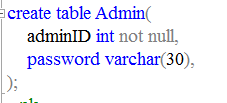 create table Admin(
adminID int not null,
password varchar(30),
);